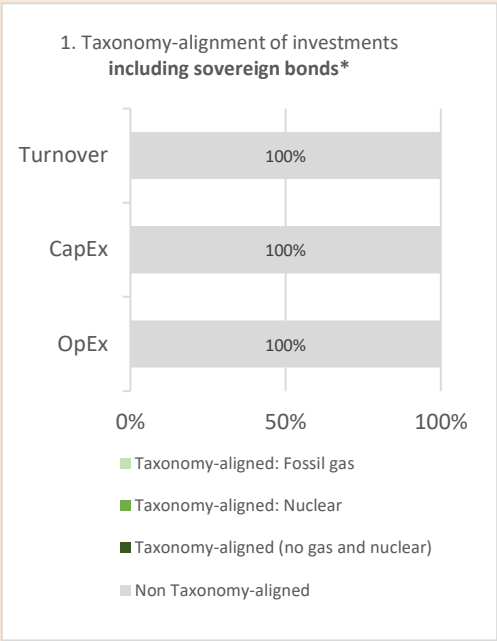 1. Taxonomy-alignment of investments
including sovereign bonds*
Turnover
100%
CapEx
100%
OpEx
100%
0%
50%
100%
Taxonomy-aligned: Fossil gas
Taxonomy-aligned: Nuclear
Taxonomy-aligned (no gas and nuclear)
Non Taxonomy-aligned